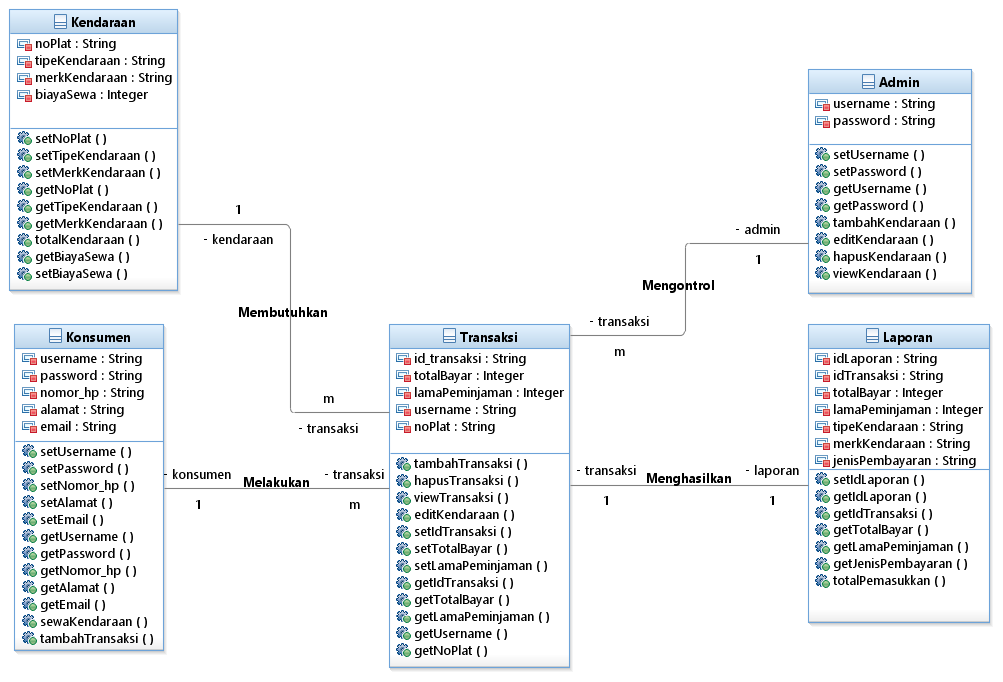 Kendaraan
noPlat : String
tipeKendaraan : String
merkKendaraan : String
biayaSewa : Integer
setNoPlat ( )
setTipeKendaraan ( )
setMerkKendaraan ( )
getNoPlat ( )
getTipeKendaraan ( )
getMerkKendaraan ( )
totalKendaraan ( )
getBiayaSewa ( )
setBiayaSewa ( )
1
- kendaraan
Membutuhkan
m
- transaksi
Admin
username : String
password : String
setUsername ( )
setPassword ( )
getUsername ( )
getPassword ( )
tambahKendaraan ( )
editKendaraan ( )
hapusKendaraan ( )
viewKendaraan ( )
- admin
1
Mengontrol
- transaksi
m
Konsumen
username : String
password : String
nomor_hp : String
alamat : String
email : String
setUsername ( )
setPassword ( )
setNomor_hp ( )
setAlamat ( )
setEmail ( )
getUsername ( )
getPassword ( )
getNomor_hp ( )
getAlamat ( )
getEmail ( )
sewaKendaraan ( )
tambahTransaksi ( )
- konsumen
1
Melakukan
- transaksi
m
Transaksi
id_transaksi : String
totalBayar : Integer
lamaPeminjaman : Integer
username : String
noPlat : String
tambahTransaksi ( )
hapusTransaksi ( )
viewTransaksi ( )
editKendaraan ( )
setIdTransaksi ( )
setTotalBayar ( )
setLamaPeminjaman ( )
getIdTransaksi ( )
getTotalBayar ( )
getLamaPeminjaman ( )
getUsername ( )
getNoPlat ( )
- transaksi
1
Menghasilkan
- laporan
1
Laporan
idLaporan : String
idTransaksi : String
totalBayar : Integer
lamaPeminjaman : Integer
tipeKendaraan : String
merkKendaraan : String
jenisPembayaran : String
setIdLaporan ( )
getIdLaporan ( )
getIdTransaksi ( )
getTotalBayar ( )
getLamaPeminjaman ( )
getJenisPembayaran ( )
totalPemasukkan ( )